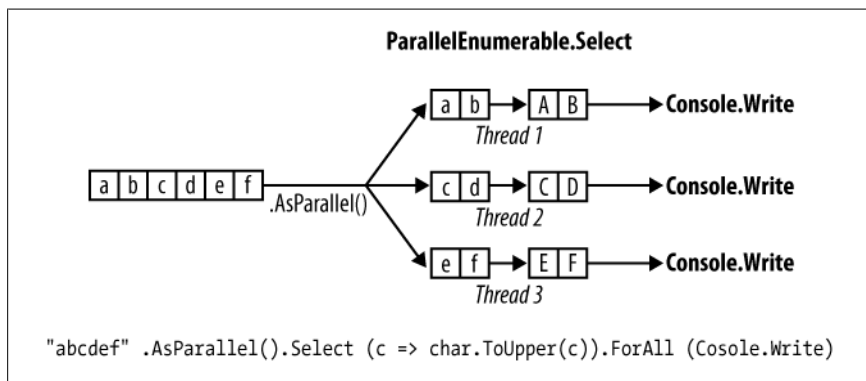 ParallelEnumerable.Select
a b A B Console.Write
Thread 1
a b c d e f .AsParallel() c d C D Console.Write
Thread 2
e f E F Console.Write
Thread 3
"abcdef" .AsParallel().Select (c => char.ToUpper(c)).ForAll (Cosole.Write)